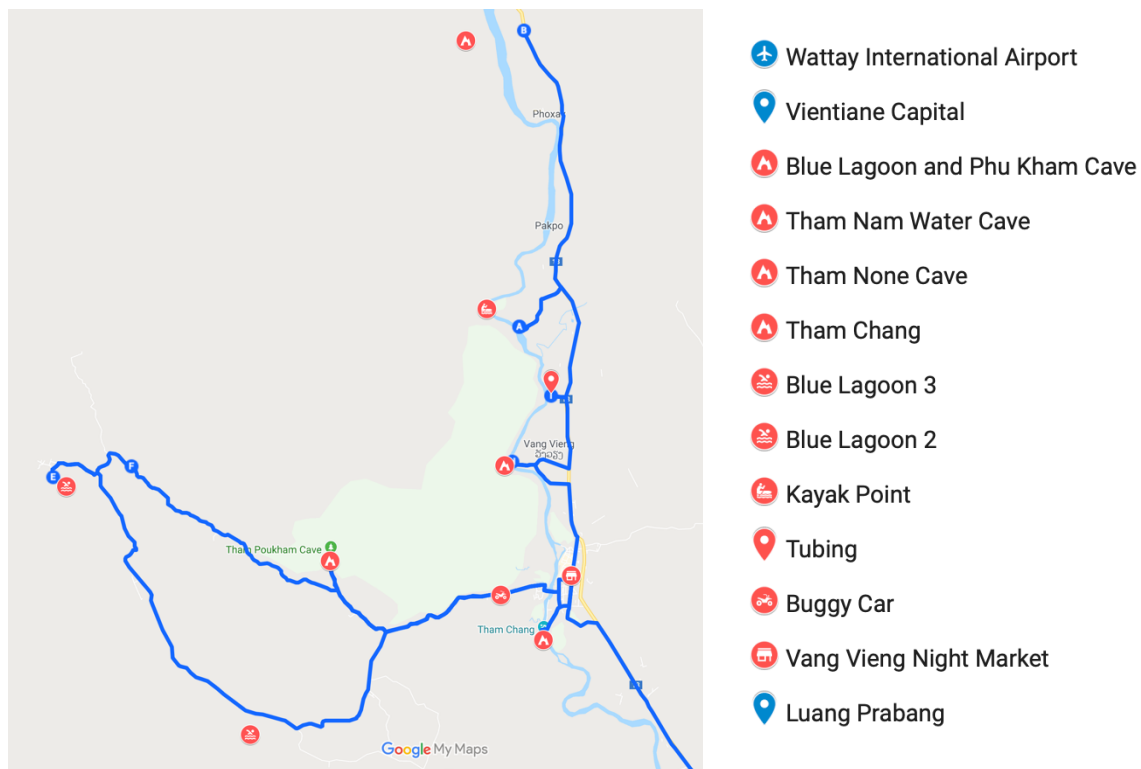 B
Phoxay
Pakpo
A
Vang Vieng
ວັງວຽງ
F
E
Tham Poukham Cave
Tham Chang
Google My Maps
Wattay International Airport
Vientiane Capital
Blue Lagoon and Phu Kham Cave
Tham Nam Water Cave
Tham None Cave
Tham Chang
Blue Lagoon 3
Blue Lagoon 2
Kayak Point
Tubing
Buggy Car
Vang Vieng Night Market
Luang Prabang